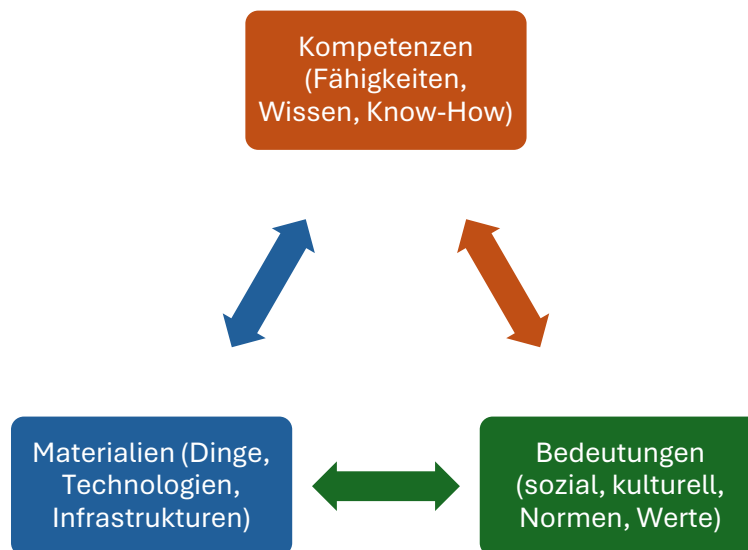 Kompetenzen
(Fähigkeiten,
Wissen, Know-How)
Materialien (Dinge,
Technologien,
Infrastrukturen)
Bedeutungen
(sozial, kulturell,
Normen, Werte)